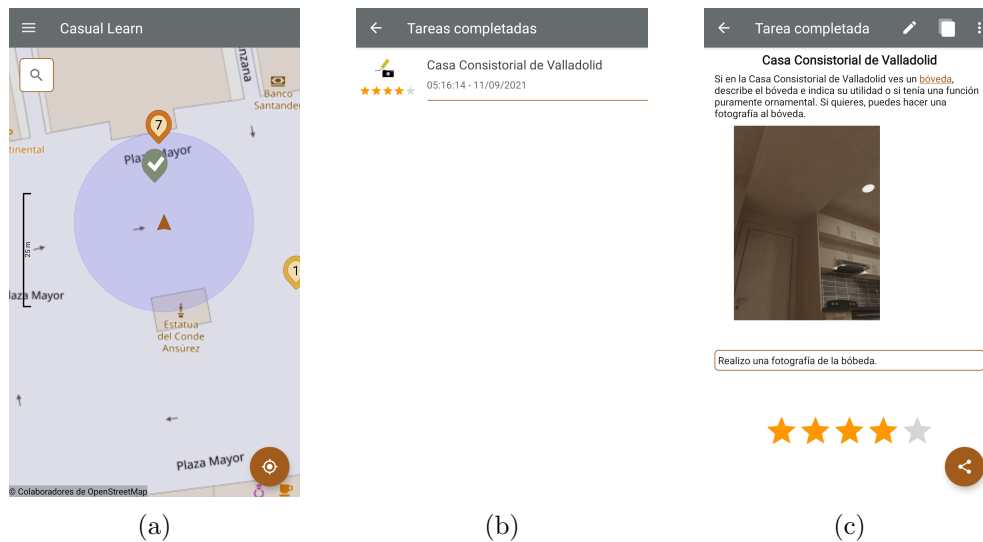 Casual Learn
nzana
Banco
Santander
7
Plaza Mayor
tinental
25 m
1
laza Mayor
Estatua
del Conde
Ansúrez
Plaza Mayor
© Colaboradores de OpenStreetMap
(a)
Tareas completadas
Casa Consistorial de Valladolid
05:16:14 - 11/09/2021
(b)
Tarea completada
Casa Consistorial de Valladolid
Si en la Casa Consistorial de Valladolid ves un bóveda,
describe el bóveda e indica su utilidad o si tenía una función
puramente ornamental. Si quieres, puedes hacer una
fotografía al bóveda.
Realizo una fotografía de la bóbeda.
(c)